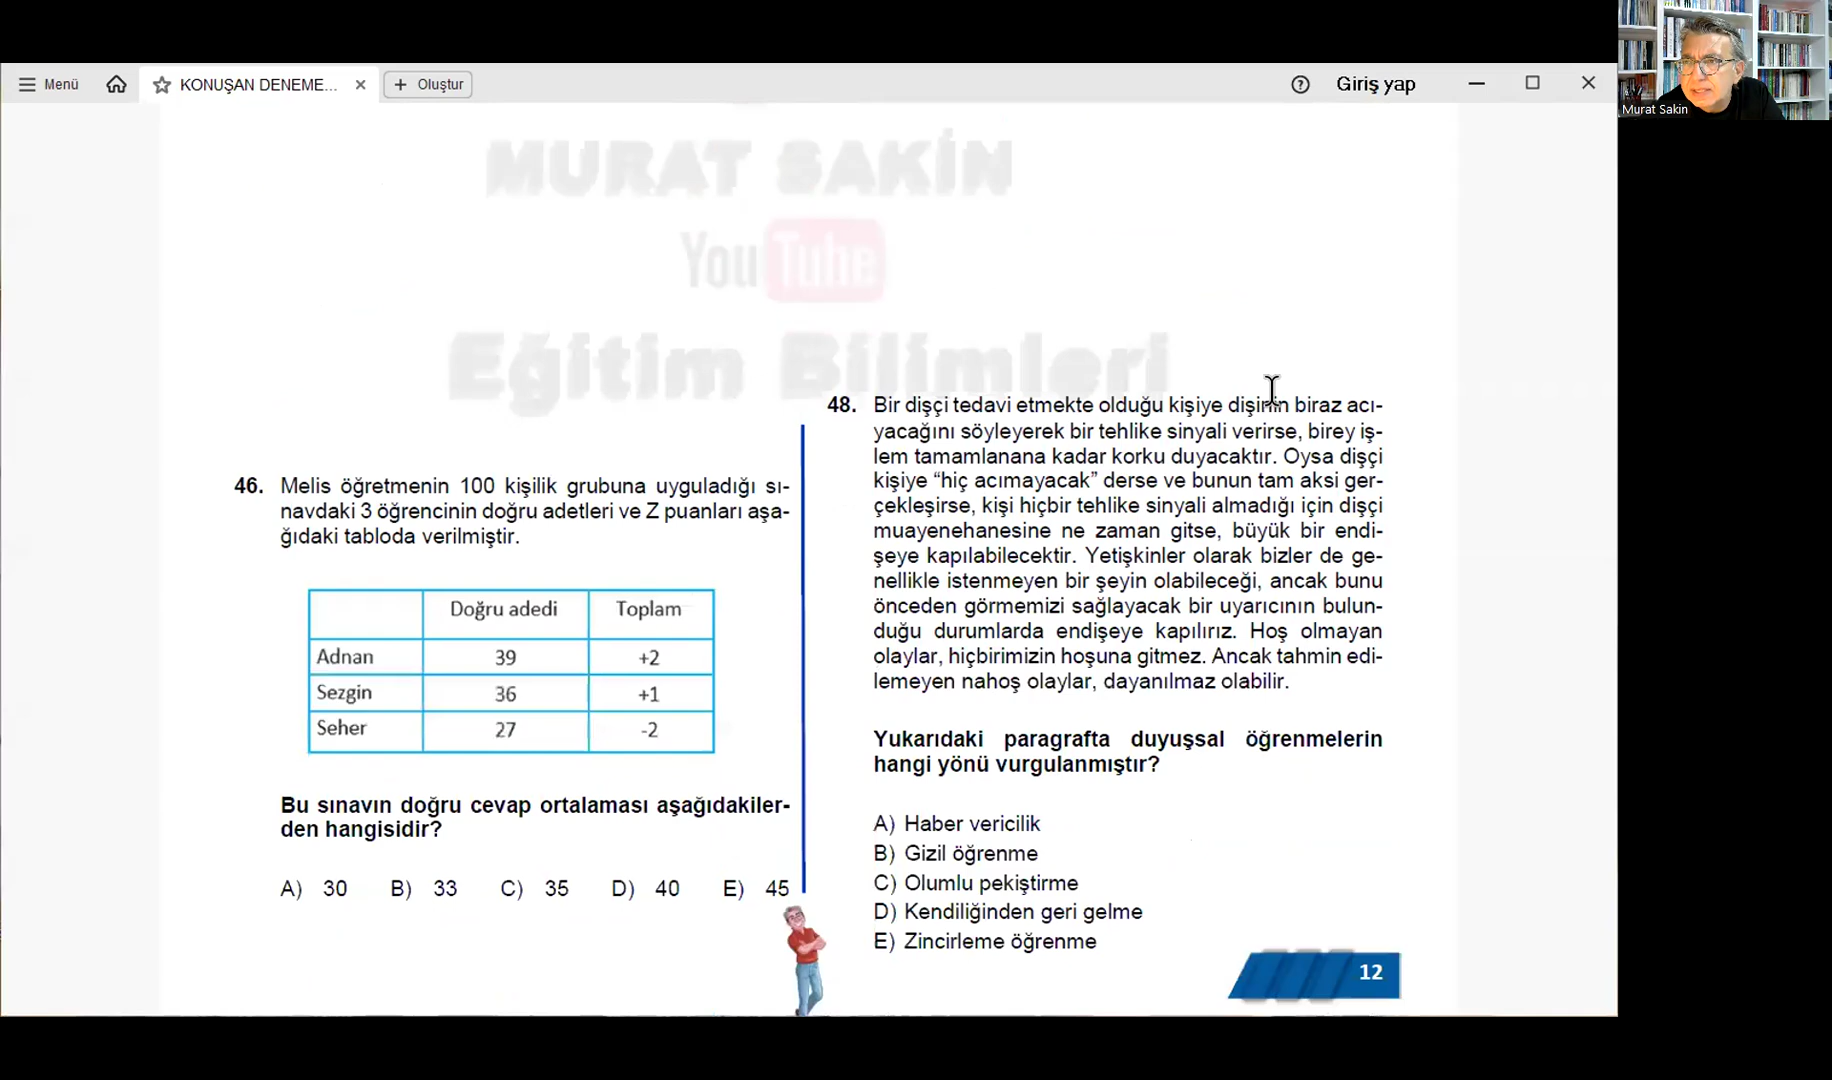 Menü
KONUŞAN DENEME...
Oluştur
Giriş yap
Murat Sakin
MURAT SAKİN
YouTube
Eğitim Bilimleri
46. Melis öğretmenin 100 kişilik grubuna uyguladığı sı-
navdaki 3 öğrencinin doğru adetleri ve Z puanları aşa-
ğıdaki tabloda verilmiştir.
Doğru adedi Toplam
Adnan 39 +2
Sezgin 36 +1
Seher 27 -2
Bu sınavın doğru cevap ortalaması aşağıdakiler-
den hangisidir?
A) 30 B) 33 C) 35 D) 40 E) 45
48. Bir dişçi tedavi etmekte olduğu kişiye dişinin biraz acı-
yacağını söyleyerek bir tehlike sinyali verirse, birey iş-
lem tamamlanana kadar korku duyacaktır. Oysa dişçi
kişiye “hiç acımayacak” derse ve bunun tam aksi ger-
çekleşirse, kişi hiçbir tehlike sinyali almadığı için dişçi
muayenehanesine ne zaman gitse, büyük bir endi-
şeye kapılabilecektir. Yetişkinler olarak bizler de ge-
nellikle istenmeyen bir şeyin olabileceği, ancak bunu
önceden görmemizi sağlayacak bir uyarıcının bulun-
duğu durumlarda endişeye kapılırız. Hoş olmayan
olaylar, hiçbirimizin hoşuna gitmez. Ancak tahmin edi-
lemeyen nahoş olaylar, dayanılmaz olabilir.
Yukarıdaki paragrafta duyuşsal öğrenmelerin
hangi yönü vurgulanmıştır?
A) Haber vericilik
B) Gizil öğrenme
C) Olumlu pekiştirme
D) Kendiliğinden geri gelme
E) Zincirleme öğrenme
12